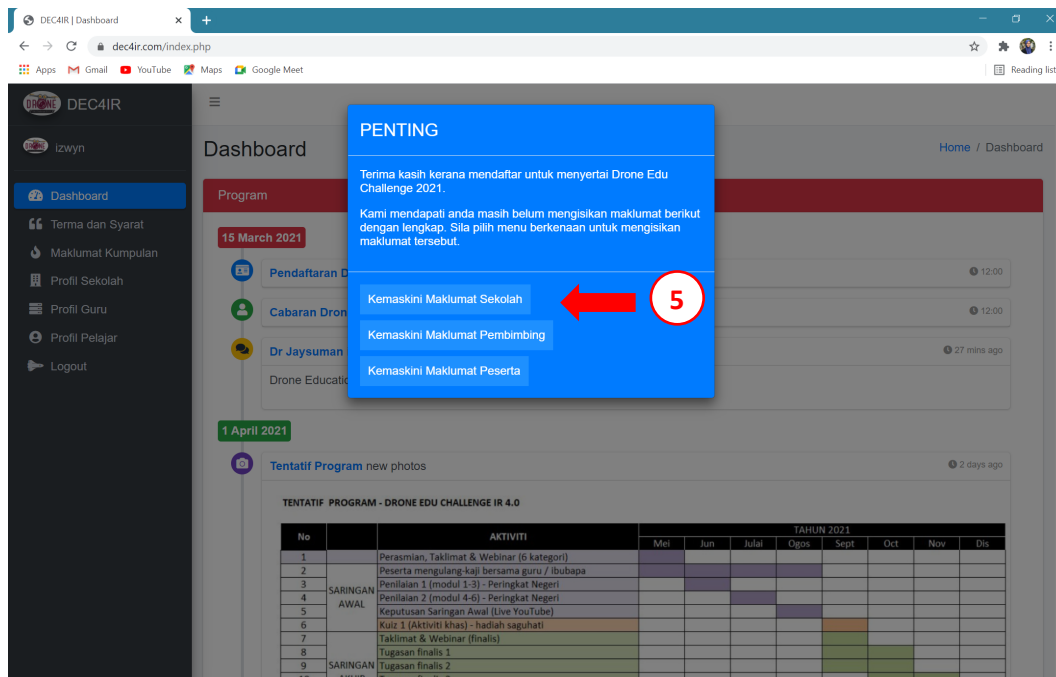 DEC4IR | Dashboard
dec4ir.com/index.php
Apps Gmail YouTube Maps Google Meet Reading list
DRONE DEC4IR
izwyn
Dashboard
Terma dan Syarat
Maklumat Kumpulan
Profil Sekolah
Profil Guru
Profil Pelajar
Logout
Dashboard
Home / Dashboard
Program
PENTING
Terima kasih kerana mendaftar untuk menyertai Drone Edu
Challenge 2021.
Kami mendapati anda masih belum mengisikan maklumat berikut
dengan lengkap. Sila pilih menu berkenaan untuk mengisikan
maklumat tersebut.
Kemaskini Maklumat Sekolah
5
Kemaskini Maklumat Pembimbing
Kemaskini Maklumat Peserta
15 March 2021
Pendaftaran D
12:00
Cabaran Dron
12:00
Dr Jaysuman
27 mins ago
Drone Educatio
1 April 2021
Tentatif Program new photos
2 days ago
TENTATIF PROGRAM - DRONE EDU CHALLENGE IR 4.0
No AKTIVITI TAHUN 2021
Mei Jun Julai Ogos Sept Oct Nov Dis
1 Perasmian, Taklimat & Webinar (6 kategori)
2 Peserta mengulang-kaji bersama guru / ibubapa
3 Penilaian 1 (modul 1-3) - Peringkat Negeri
SARINGAN AWAL
4 Penilaian 2 (modul 4-6) - Peringkat Negeri
5 Keputusan Saringan Awal (Live YouTube)
6 Kuiz 1 (Aktiviti khas) - hadiah saguhati
7 Taklimat & Webinar (finalis)
8 Tugasan finalis 1
9 SARINGAN Tugasan finalis 2